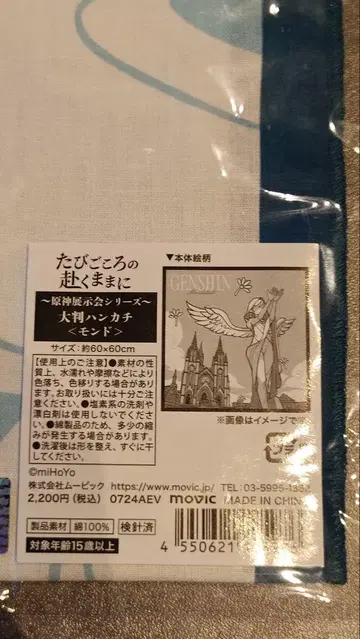 たびごころの
赴くままに
～原神展示会シリーズ～
大判ハンカチ
＜モンド＞
サイズ：約60×60cm
【使用上のご注意】●素材の性質
上、水濡れや摩擦などにより
色落ち、色移りする場合があり
ます。お取り扱いには十分ご注
意ください。●塩素系の洗剤や
漂白剤は使用しないでくださ
い。●綿製品のため、多少の縮
みが発生する場合があります。
●洗濯後は形を整え、すぐに干
してください。
▼本体絵柄
GENSHIN
※画像はイメージで
プラ
©miHoYo
株式会社ムービック https://www.movic.jp/ TEL: 03-5995-13
2,200円(税込) 0724AEV movic MADE IN CHIN
製品素材 綿100% 検針済
対象年齢15歳以上
4 550621